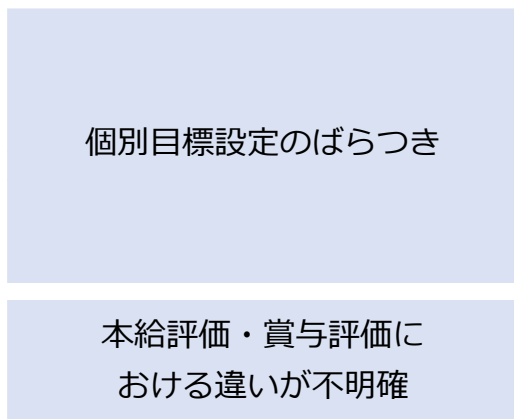 個別目標設定のばらつき
本給評価・賞与評価に
おける違いが不明確